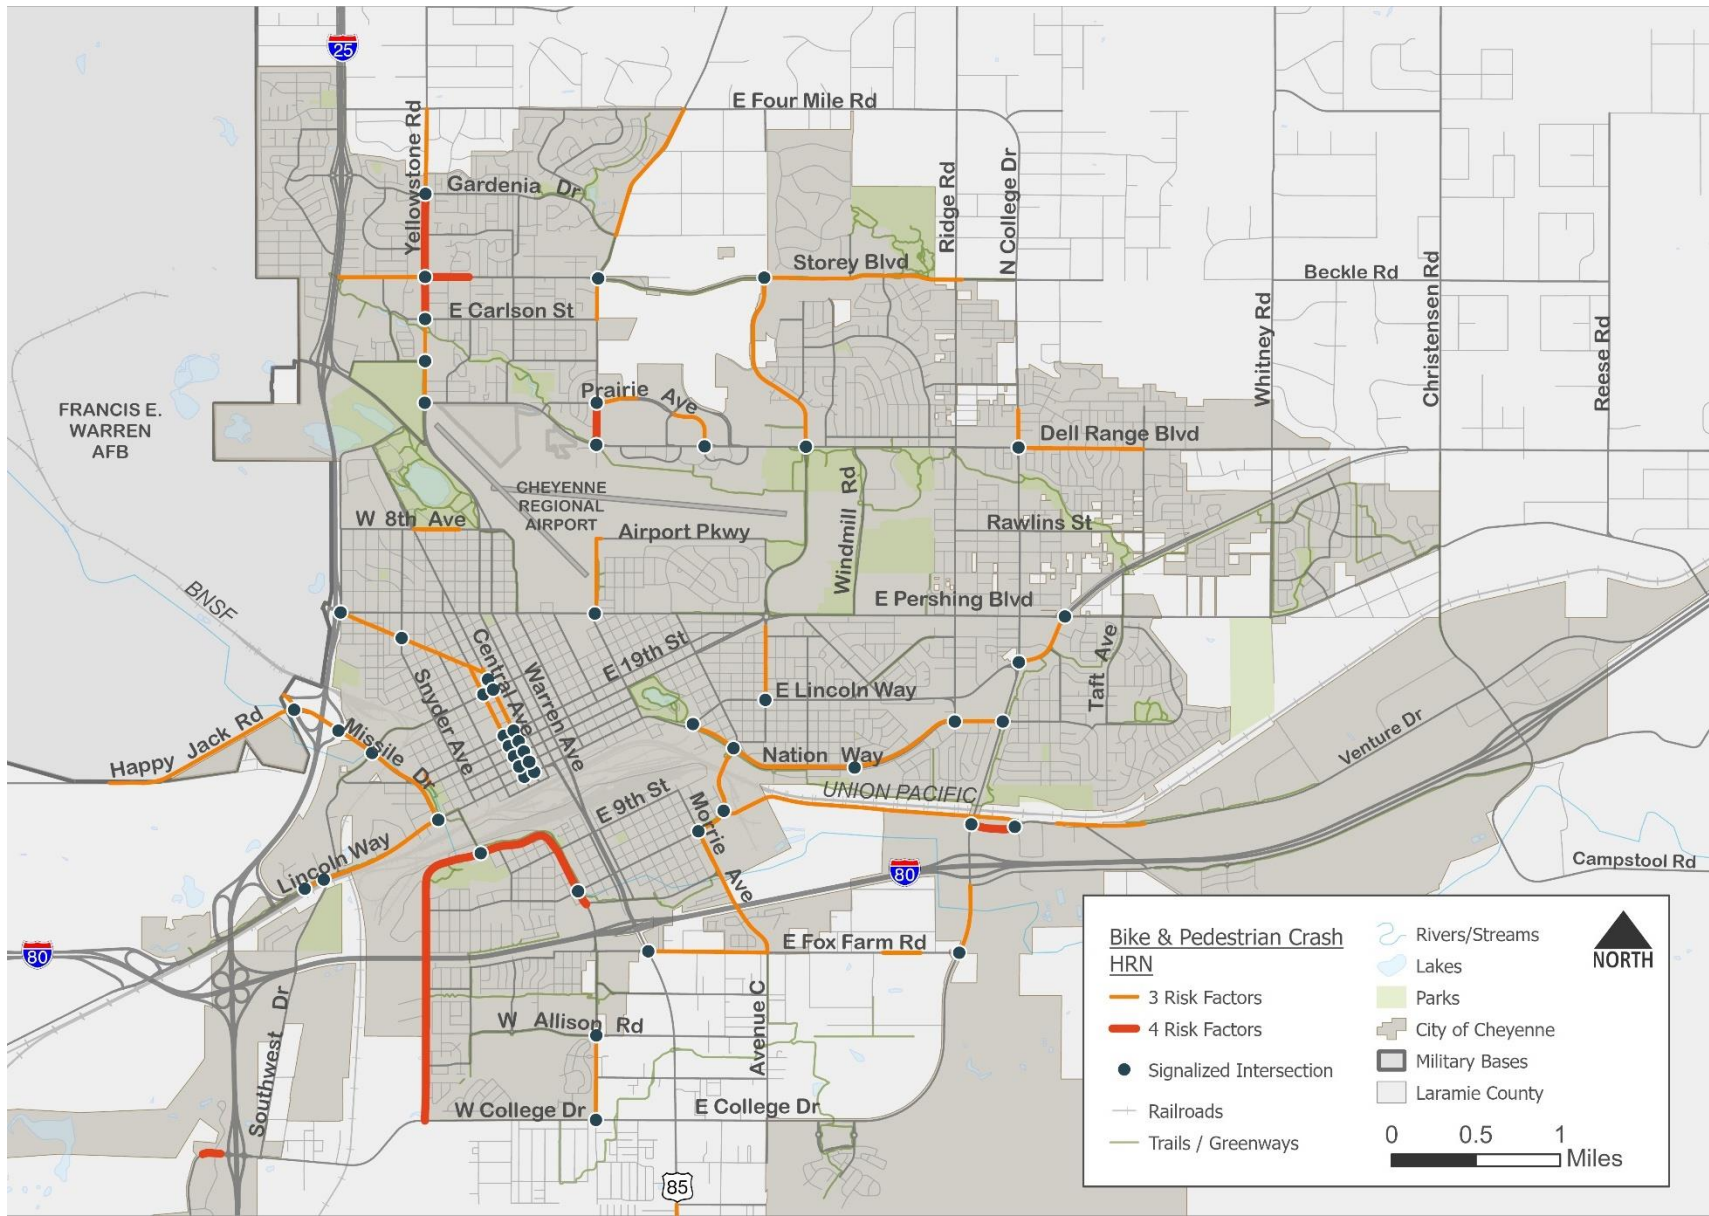 25
E Four Mile Rd
Yellowstone Rd
Gardenia Dr
Ridge Rd
N College Dr
Storey Blvd
Beckle Rd
Whitney Rd
Christensen Rd
Reese Rd
E Carlson St
Prairie Ave
FRANCIS E.
WARREN
AFB
Dell Range Blvd
CHEYENNE
REGIONAL
AIRPORT
W 8th Ave
Airport Pkwy
Windmill Rd
Rawlins St
BNSF
E Pershing Blvd
E 19th St
Central Ave
Warren Ave
Snyder Ave
E Lincoln Way
Taft Ave
Happy Jack Rd
Missile Dr
Nation Way
Venture Dr
UNION PACIFIC
E 9th St
Morrie Ave
Lincoln Way
80
Campstool Rd
80
E Fox Farm Rd
Southwest Dr
W Allison Rd
Avenue C
W College Dr
E College Dr
85
Bike & Pedestrian Crash
HRN
3 Risk Factors
4 Risk Factors
Signalized Intersection
Railroads
Trails / Greenways
Rivers/Streams
Lakes
Parks
City of Cheyenne
Military Bases
Laramie County
NORTH
0 0.5 1
Miles